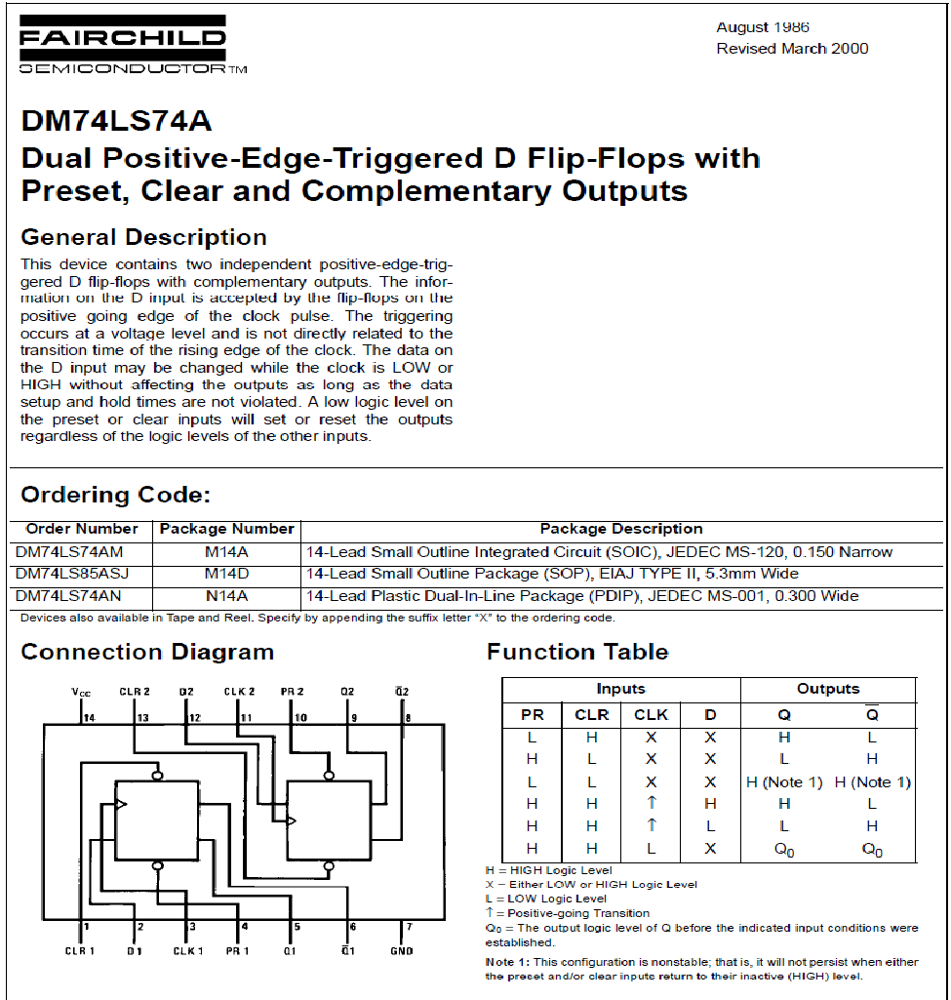 FAIRCHILD
SEMICONDUCTOR™
August 1986
Revised March 2000
DM74LS74A
Dual Positive-Edge-Triggered D Flip-Flops with
Preset, Clear and Complementary Outputs
General Description
This device contains two independent positive-edge-trig-
gered D flip-flops with complementary outputs. The infor-
mation on the D input is accepted by the flip-flops on the
positive going edge of the clock pulse. The triggering
occurs at a voltage level and is not directly related to the
transition time of the rising edge of the clock. The data on
the D input may be changed while the clock is LOW or
HIGH without affecting the outputs as long as the data
setup and hold times are not violated. A low logic level on
the preset or clear inputs will set or reset the outputs
regardless of the logic levels of the other inputs.
Ordering Code:
Order Number Package Number Package Description
DM74LS74AM M14A 14-Lead Small Outline Integrated Circuit (SOIC), JEDEC MS-120, 0.150 Narrow
DM74LS85ASJ M14D 14-Lead Small Outline Package (SOP), EIAJ TYPE II, 5.3mm Wide
DM74LS74AN N14A 14-Lead Plastic Dual-In-Line Package (PDIP), JEDEC MS-001, 0.300 Wide
Devices also available in Tape and Reel. Specify by appending the suffix letter “X” to the ordering code.
Connection Diagram
VCC CLR 2 D2 CLK 2 PR 2 Q2 Q̅2
14 13 12 11 10 9 8
1 2 3 4 5 6 7
CLR 1 D1 CLK 1 PR 1 Q1 Q̅1 GND
Function Table
Inputs Outputs
PR CLR CLK D Q Q̅
L H X X H L
H L X X L H
L L X X H (Note 1) H (Note 1)
H H ↑ H H L
H H ↑ L L H
H H L X Q₀ Q₀
H = HIGH Logic Level
X = Either LOW or HIGH Logic Level
L = LOW Logic Level
↑ = Positive-going Transition
Q₀ = The output logic level of Q before the indicated input conditions were
established.
Note 1: This configuration is nonstable; that is, it will not persist when either
the preset and/or clear inputs return to their inactive (HIGH) level.